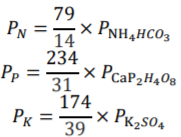 P_N = 79/14 × P_NH₄HCO₃
P_P = 234/31 × P_CaP₂H₄O₈
P_K = 174/39 × P_K₂SO₄